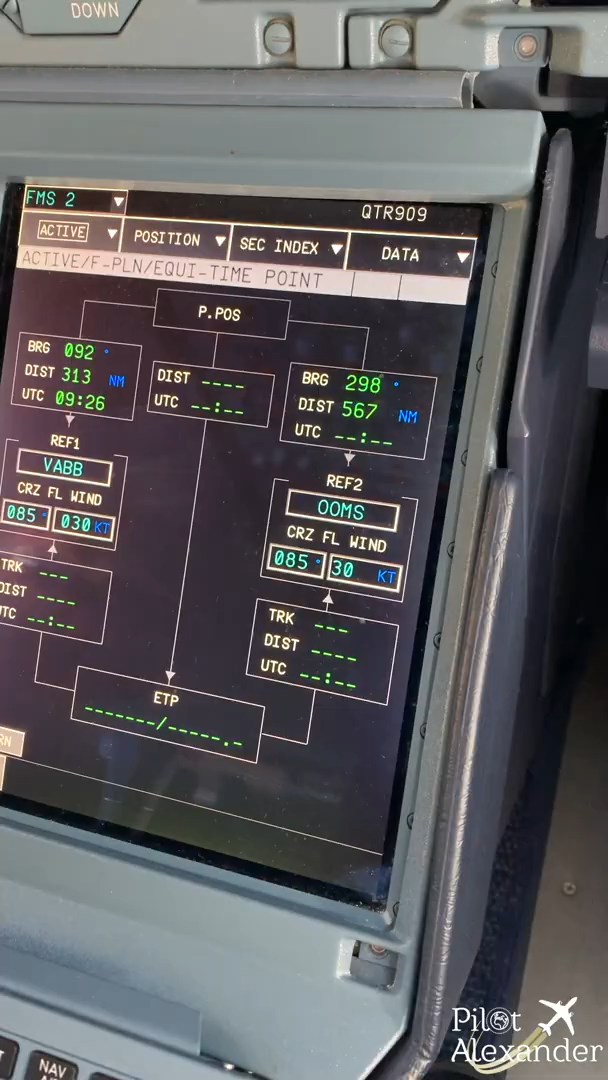 DOWN
FMS 2
QTR909
ACTIVE
POSITION
SEC INDEX
DATA
ACTIVE/F-PLN/EQUI-TIME POINT
P.POS
BRG 092 °
DIST 313 NM
UTC 09:26
DIST ----
UTC --:--
BRG 298 °
DIST 567 NM
UTC --:--
REF1
VABB
CRZ FL WIND
085° 030KT
REF2
OOMS
CRZ FL WIND
085° 30 KT
TRK ---
DIST ----
UTC --:--
TRK ---
DIST ----
UTC --:--
ETP
-------/-----.-
RN
NAV
Pilot
Alexander